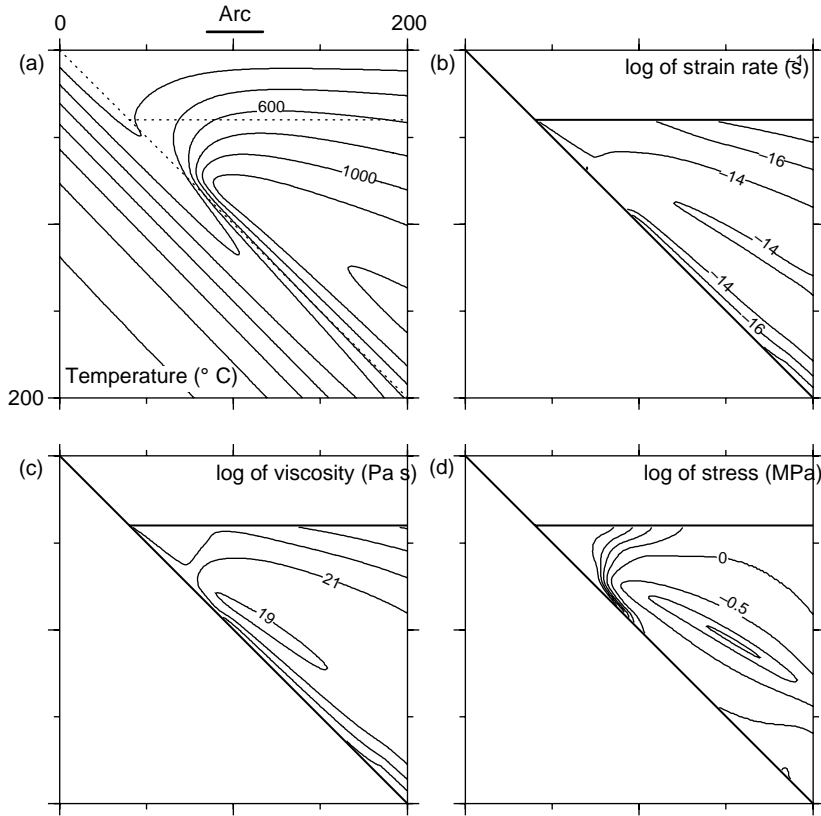 0 Arc 200
(a)
600
1000
Temperature (° C)
200
(b) log of strain rate (s⁻¹)
−16
−14
−14
−14
−16
(c) log of viscosity (Pa s)
21
19
(d) log of stress (MPa)
0
−0.5